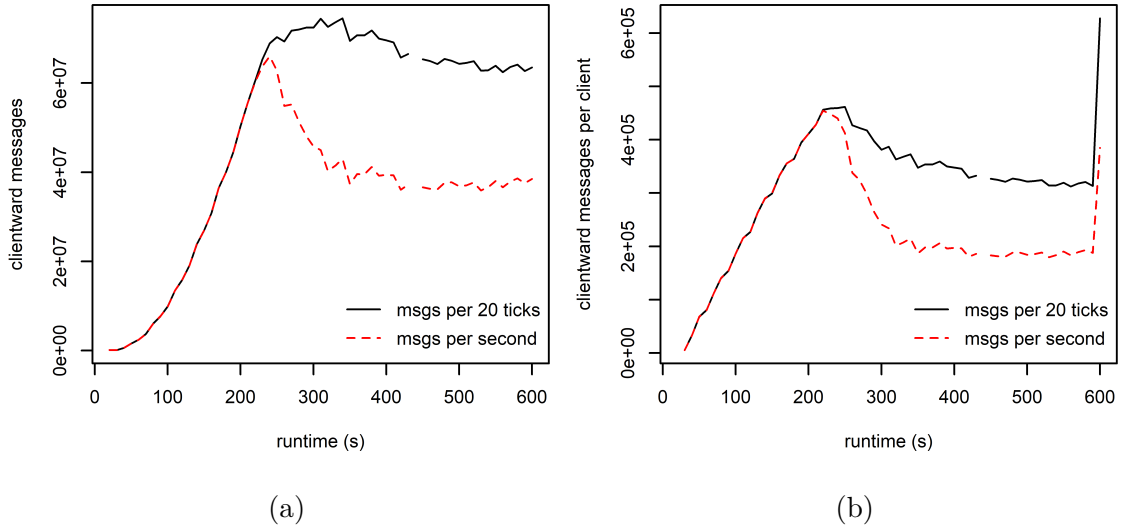 clientward messages
0e+00
2e+07
4e+07
6e+07
msgs per 20 ticks
msgs per second
0 100 200 300 400 500 600
runtime (s)
(a)
clientward messages per client
0e+00
2e+05
4e+05
6e+05
msgs per 20 ticks
msgs per second
0 100 200 300 400 500 600
runtime (s)
(b)